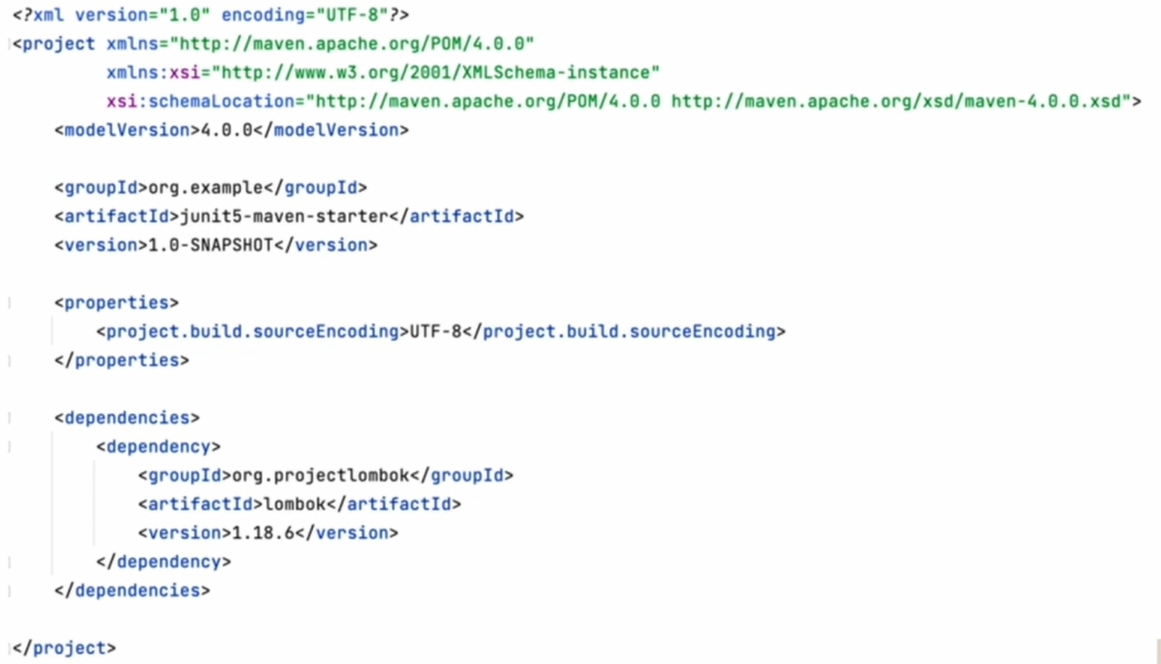 <?xml version="1.0" encoding="UTF-8"?>
<project xmlns="http://maven.apache.org/POM/4.0.0"
xmlns:xsi="http://www.w3.org/2001/XMLSchema-instance"
xsi:schemaLocation="http://maven.apache.org/POM/4.0.0 http://maven.apache.org/xsd/maven-4.0.0.xsd">
<modelVersion>4.0.0</modelVersion>
<groupId>org.example</groupId>
<artifactId>junit5-maven-starter</artifactId>
<version>1.0-SNAPSHOT</version>
<properties>
<project.build.sourceEncoding>UTF-8</project.build.sourceEncoding>
</properties>
<dependencies>
<dependency>
<groupId>org.projectlombok</groupId>
<artifactId>lombok</artifactId>
<version>1.18.6</version>
</dependency>
</dependencies>
</project>